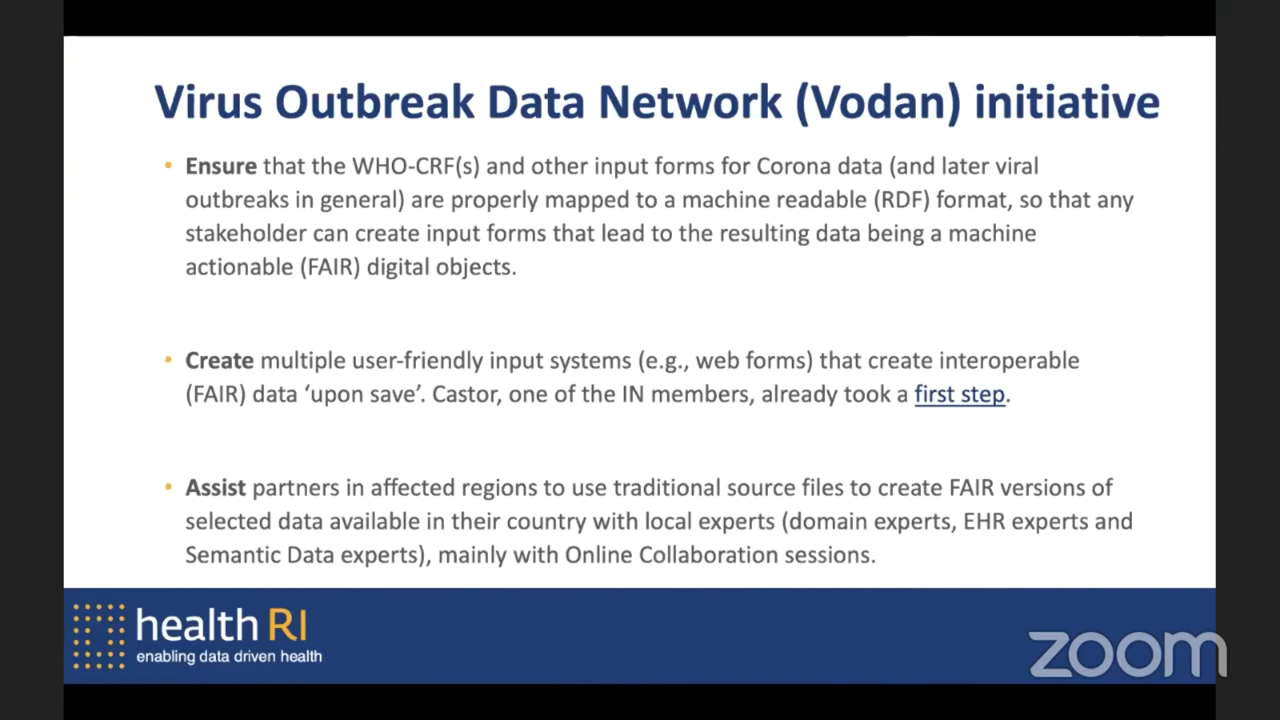 Virus Outbreak Data Network (Vodan) initiative
• Ensure that the WHO-CRF(s) and other input forms for Corona data (and later viral
outbreaks in general) are properly mapped to a machine readable (RDF) format, so that any
stakeholder can create input forms that lead to the resulting data being a machine
actionable (FAIR) digital objects.
• Create multiple user-friendly input systems (e.g., web forms) that create interoperable
(FAIR) data ‘upon save’. Castor, one of the IN members, already took a first step.
• Assist partners in affected regions to use traditional source files to create FAIR versions of
selected data available in their country with local experts (domain experts, EHR experts and
Semantic Data experts), mainly with Online Collaboration sessions.
health RI
enabling data driven health
zoom